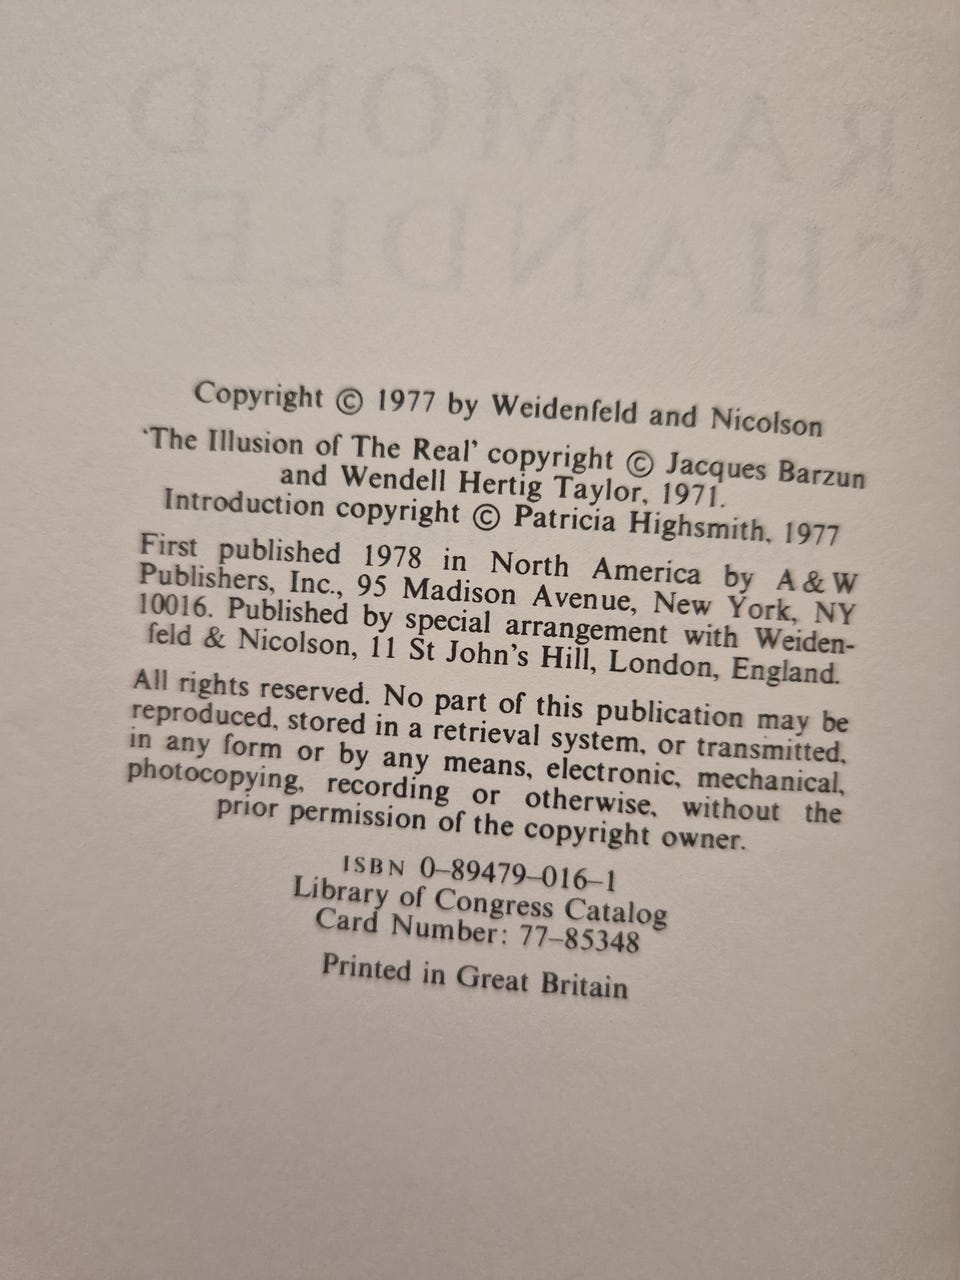 RAYMOND
CHANDLER
Copyright © 1977 by Weidenfeld and Nicolson
'The Illusion of The Real' copyright © Jacques Barzun
and Wendell Hertig Taylor, 1971.
Introduction copyright © Patricia Highsmith, 1977
First published 1978 in North America by A & W
Publishers, Inc., 95 Madison Avenue, New York, NY
10016. Published by special arrangement with Weiden-
feld & Nicolson, 11 St John's Hill, London, England.
All rights reserved. No part of this publication may be
reproduced, stored in a retrieval system, or transmitted,
in any form or by any means, electronic, mechanical,
photocopying, recording or otherwise, without the
prior permission of the copyright owner.
ISBN 0–89479–016–1
Library of Congress Catalog
Card Number: 77–85348
Printed in Great Britain